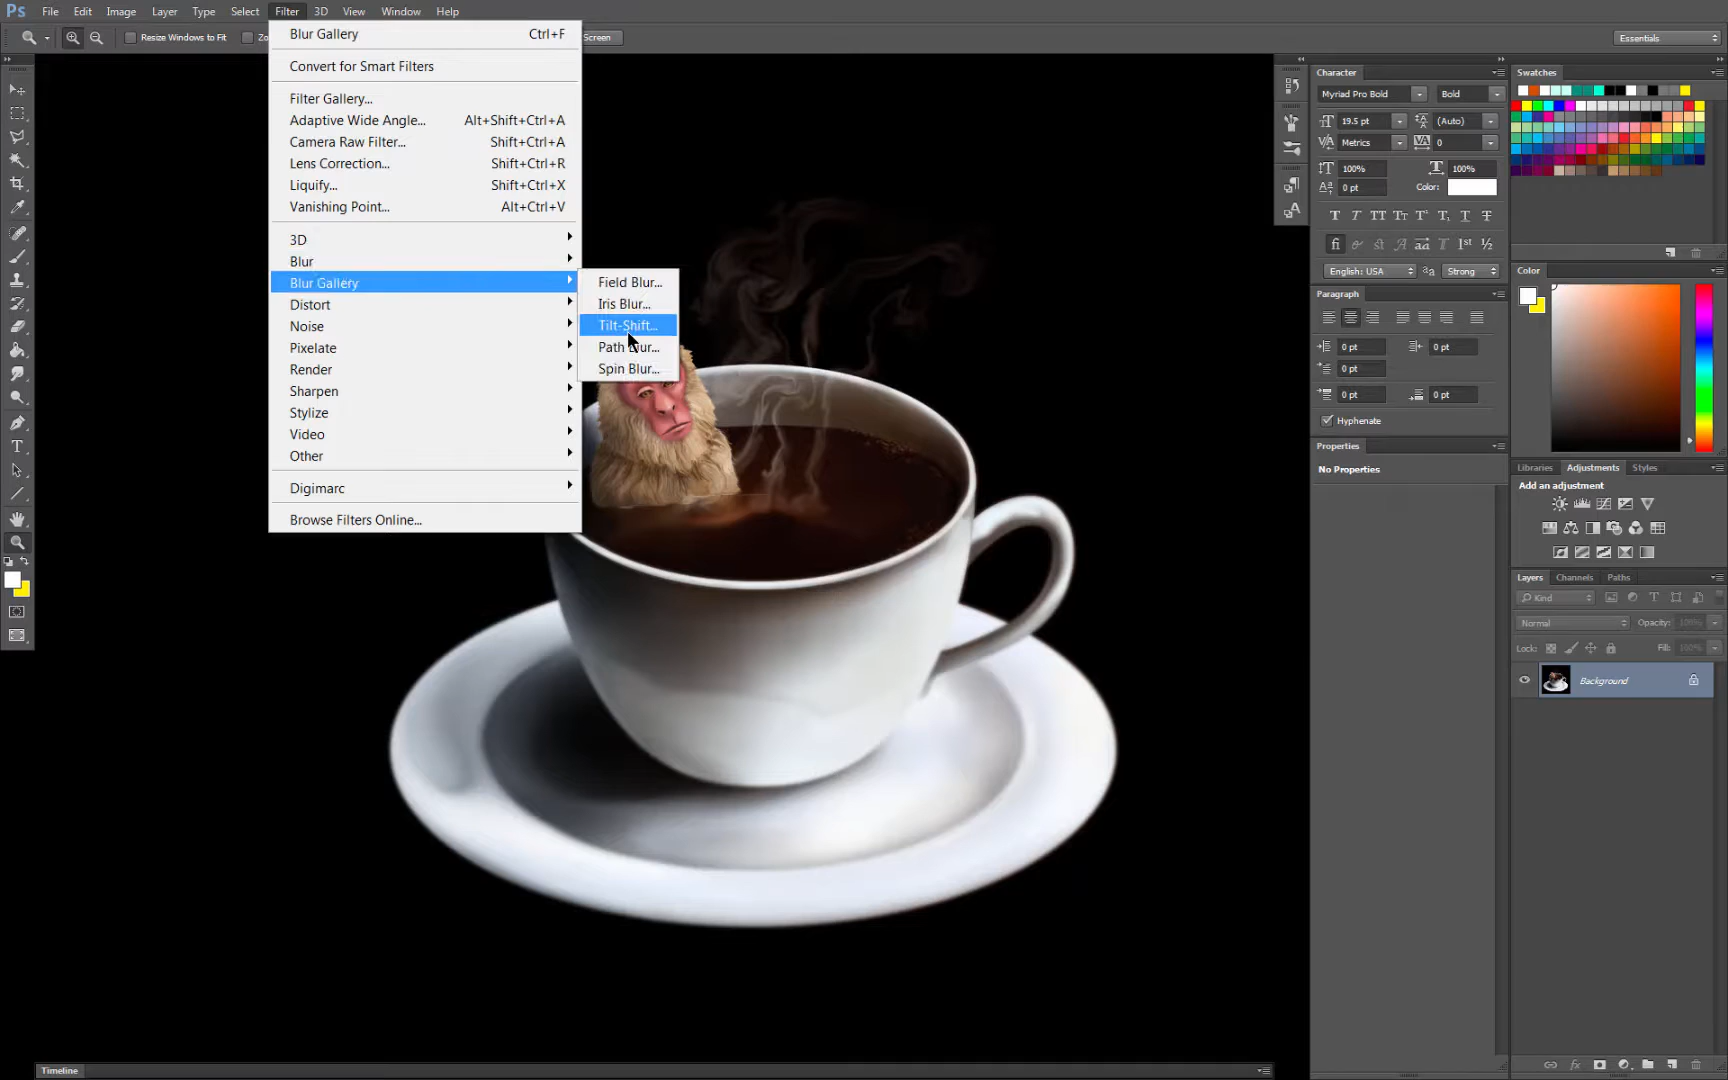 Ps File Edit Image Layer Type Select Filter 3D View Window Help
Resize Windows to Fit
Screen
Essentials
Blur Gallery Ctrl+F
Convert for Smart Filters
Filter Gallery...
Adaptive Wide Angle... Alt+Shift+Ctrl+A
Camera Raw Filter... Shift+Ctrl+A
Lens Correction... Shift+Ctrl+R
Liquify... Shift+Ctrl+X
Vanishing Point... Alt+Ctrl+V
3D
Blur
Blur Gallery
Distort
Noise
Pixelate
Render
Sharpen
Stylize
Video
Other
Digimarc
Browse Filters Online...
Field Blur...
Iris Blur...
Tilt-Shift...
Path Blur...
Spin Blur...
Character
Myriad Pro Bold Bold
19.5 pt (Auto)
Metrics 0
100% 100%
0 pt Color:
English: USA Strong
Paragraph
0 pt 0 pt
0 pt
0 pt 0 pt
Hyphenate
Properties
No Properties
Swatches
Color
Libraries Adjustments Styles
Add an adjustment
Layers Channels Paths
Kind
Normal Opacity: 100%
Lock: Fill: 100%
Background
Timeline